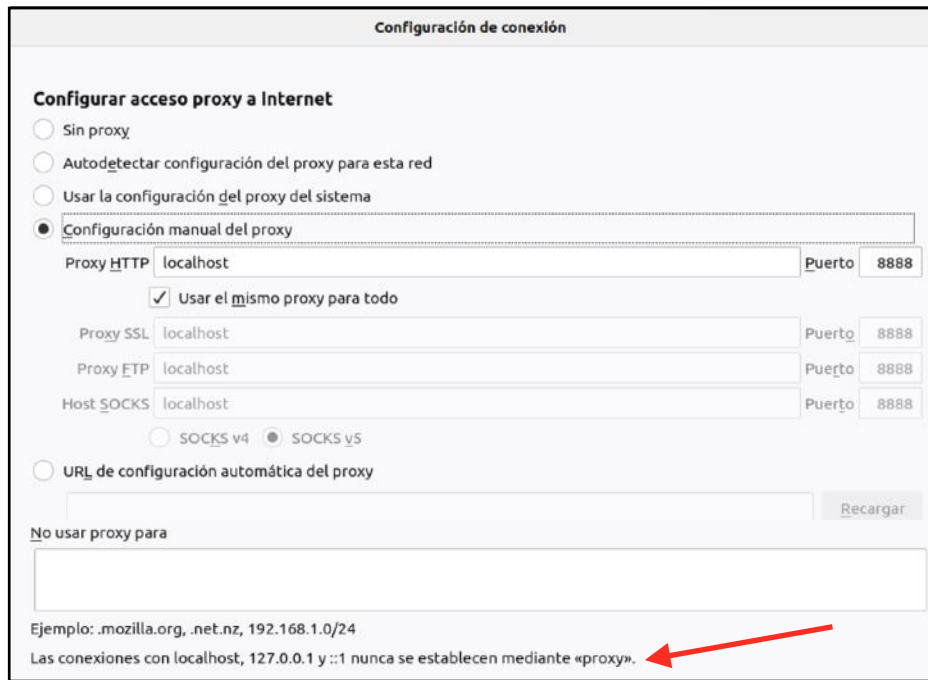 Configuración de conexión
Configurar acceso proxy a Internet
Sin proxy
Autodetectar configuración del proxy para esta red
Usar la configuración del proxy del sistema
Configuración manual del proxy
Proxy HTTP localhost Puerto 8888
Usar el mismo proxy para todo
Proxy SSL localhost Puerto 8888
Proxy FTP localhost Puerto 8888
Host SOCKS localhost Puerto 8888
SOCKS v4 SOCKS v5
URL de configuración automática del proxy
Recargar
No usar proxy para
Ejemplo: .mozilla.org, .net.nz, 192.168.1.0/24
Las conexiones con localhost, 127.0.0.1 y ::1 nunca se establecen mediante «proxy».